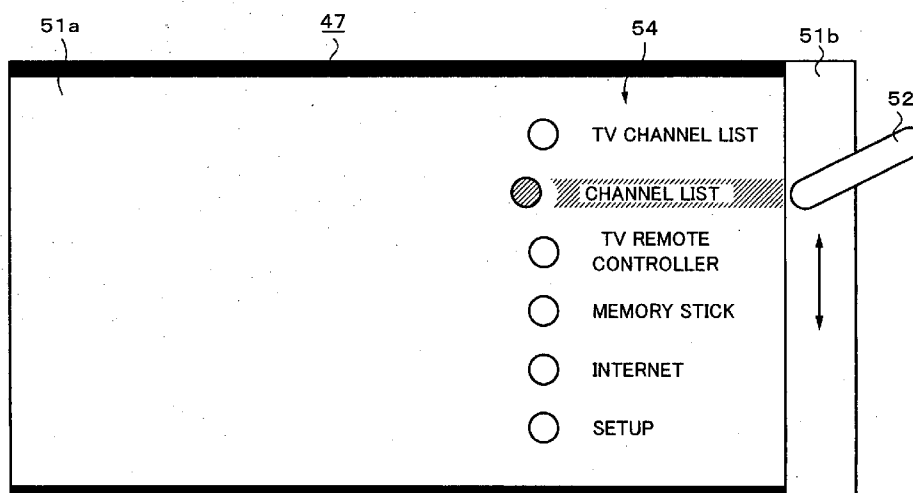 51a
47
54
51b
52
TV CHANNEL LIST
CHANNEL LIST
TV REMOTE
CONTROLLER
MEMORY STICK
INTERNET
SETUP